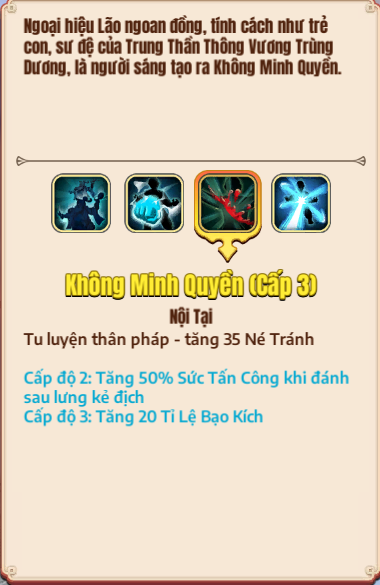 Ngoại hiệu Lão ngoan đồng, tính cách như trẻ
con, sư đệ của Trung Thần Thông Vương Trùng
Dương, là người sáng tạo ra Không Minh Quyền.
Không Minh Quyền (Cấp 3)
Nội Tại
Tu luyện thân pháp - tăng 35 Né Tránh
Cấp độ 2: Tăng 50% Sức Tấn Công khi đánh
sau lưng kẻ địch
Cấp độ 3: Tăng 20 Tỉ Lệ Bạo Kích